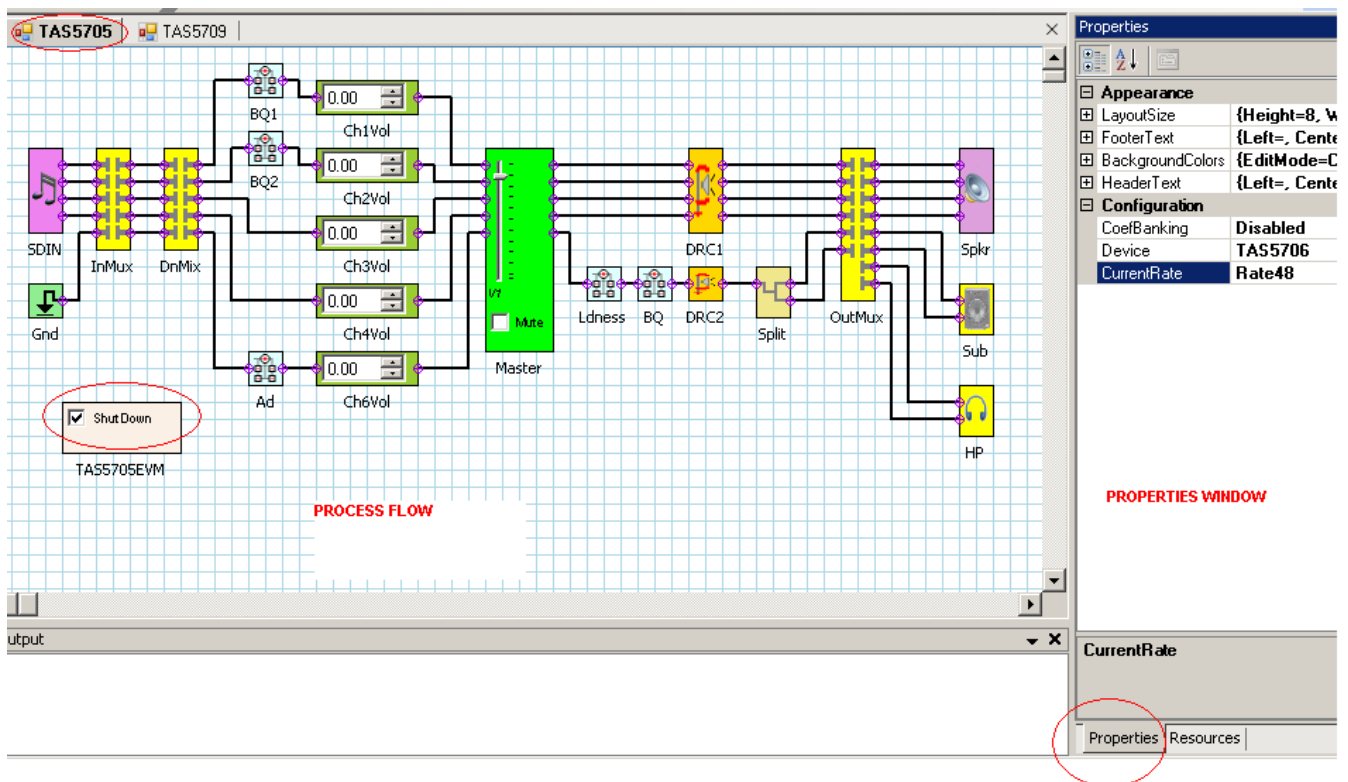 TAS5705
TAS5709
Properties
BQ1
0.00
Ch1Vol
BQ2
0.00
Ch2Vol
SDIN
InMux
DnMix
0.00
Ch3Vol
DRC1
Spkr
Gnd
0.00
Ch4Vol
Mute
Master
Ldness
BQ
DRC2
Split
OutMux
Sub
Ad
0.00
Ch6Vol
HP
ShutDown
TAS5705EVM
PROCESS FLOW
Appearance
LayoutSize {Height=8, W
FooterText {Left=, Cente
BackgroundColors {EditMode=C
HeaderText {Left=, Cente
Configuration
CoefBanking Disabled
Device TAS5706
CurrentRate Rate48
PROPERTIES WINDOW
utput
CurrentRate
Properties
Resources